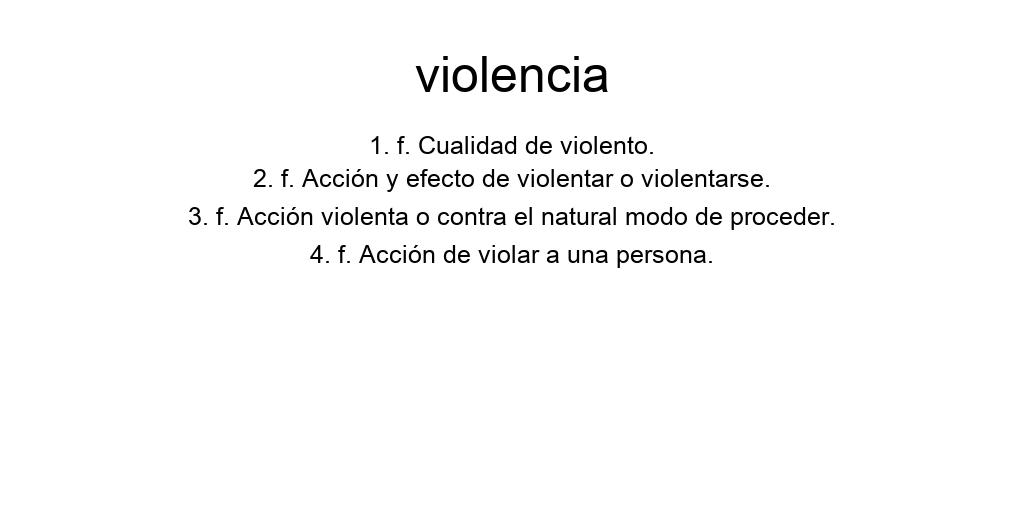 violencia
1. f. Cualidad de violento.
2. f. Acción y efecto de violentar o violentarse.
3. f. Acción violenta o contra el natural modo de proceder.
4. f. Acción de violar a una persona.